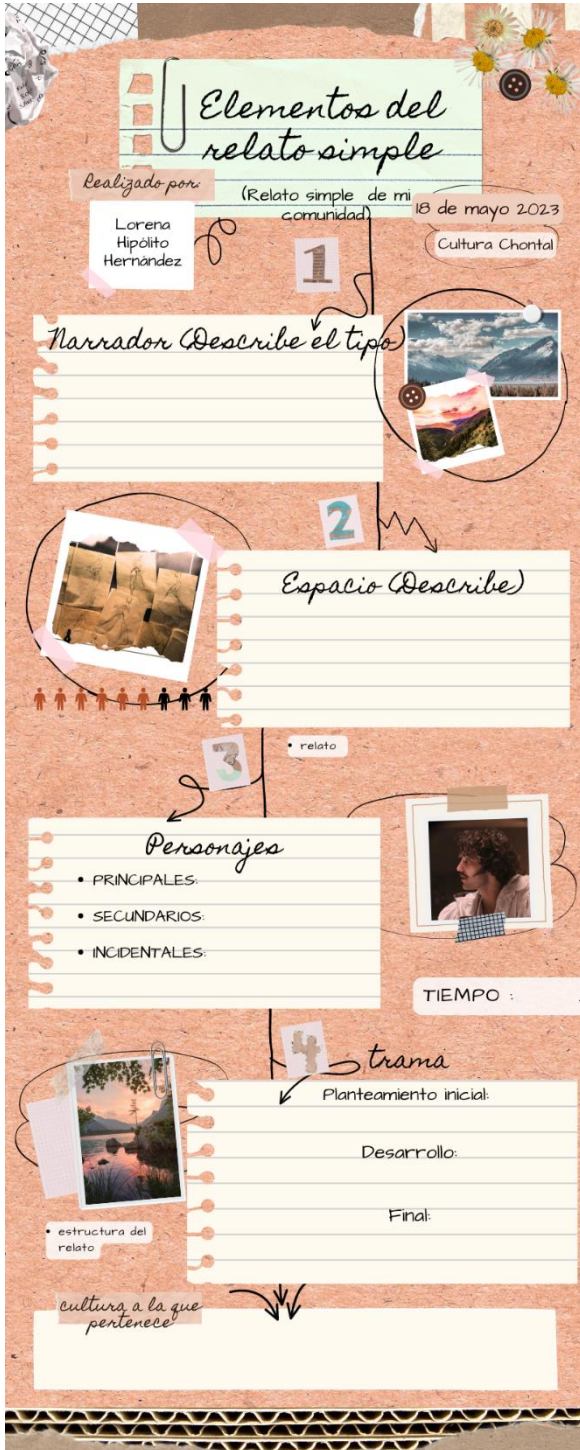 Elementos del
relato simple
Realizado por:
(Relato simple de mi
comunidad)
18 de mayo 2023
Lorena
Hipólito
Hernández
Cultura Chontal
1
Narrador (Describe el tipo)
2
Espacio (Describe)
3
• relato
Personajes
• PRINCIPALES:
• SECUNDARIOS:
• INCIDENTALES:
TIEMPO :
4
trama
Planteamiento inicial:
Desarrollo:
Final:
• estructura del
relato
cultura a la que
pertenece